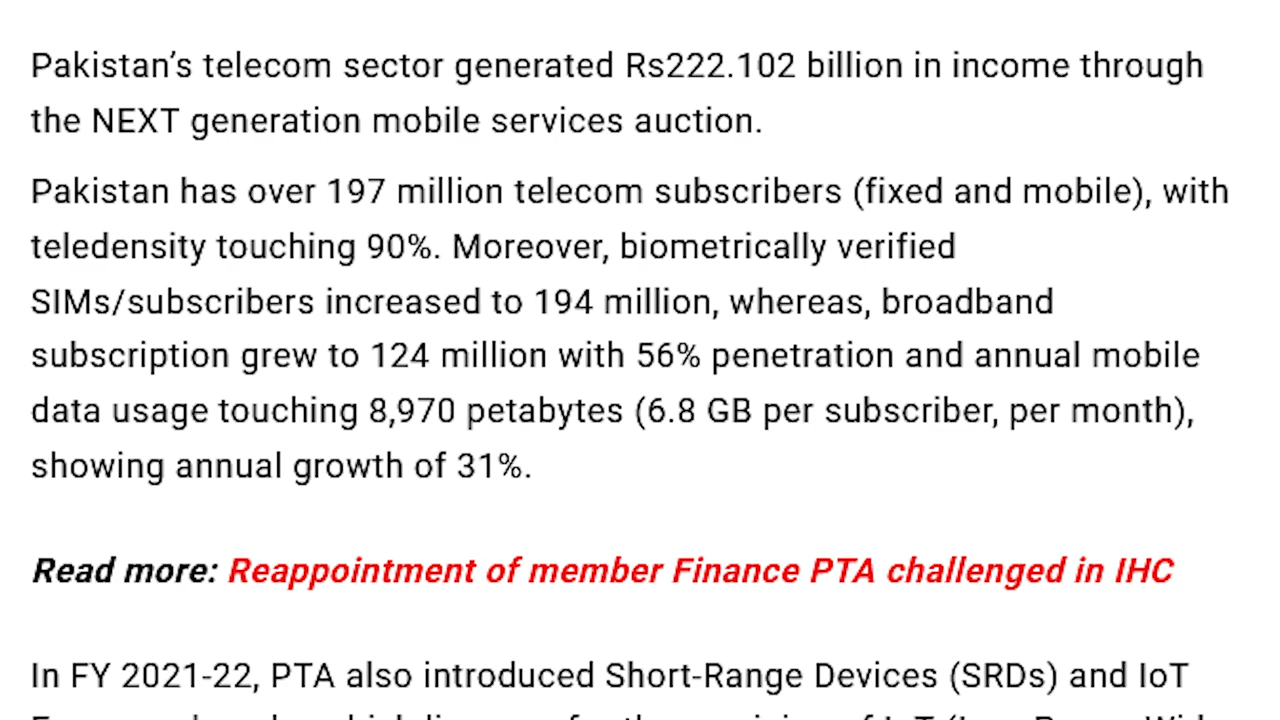 Pakistan’s telecom sector generated Rs222.102 billion in income through
the NEXT generation mobile services auction.
Pakistan has over 197 million telecom subscribers (fixed and mobile), with
teledensity touching 90%. Moreover, biometrically verified
SIMs/subscribers increased to 194 million, whereas, broadband
subscription grew to 124 million with 56% penetration and annual mobile
data usage touching 8,970 petabytes (6.8 GB per subscriber, per month),
showing annual growth of 31%.
Read more: Reappointment of member Finance PTA challenged in IHC
In FY 2021-22, PTA also introduced Short-Range Devices (SRDs) and IoT